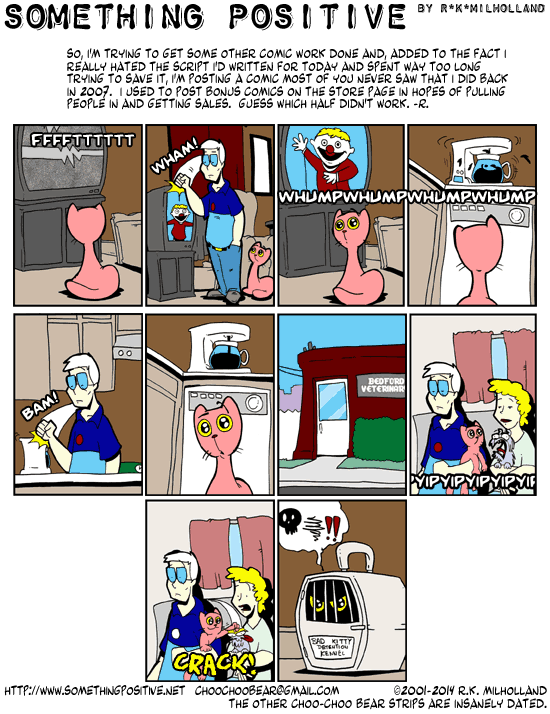 SOMETHING POSITIVE BY R*K*MILHOLLAND
SO, I'M TRYING TO GET SOME OTHER COMIC WORK DONE AND, ADDED TO THE FACT I
REALLY HATED THE SCRIPT I'D WRITTEN FOR TODAY AND SPENT WAY TOO LONG
TRYING TO SAVE IT, I'M POSTING A COMIC MOST OF YOU NEVER SAW THAT I DID BACK
IN 2007. I USED TO POST BONUS COMICS ON THE STORE PAGE IN HOPES OF PULLING
PEOPLE IN AND GETTING SALES. GUESS WHICH HALF DIDN'T WORK. -R.
FFFFTTTTTT
WHAM!
WHUMPWHUMPWHUMPWHUMP
BAM!
BEDFORD
VETERINAR
YIPYIPYIPYIPYIP
CRACK!
!!
SAD KITTY
DETENTION
KENNEL
HTTP://WWW.SOMETHINGPOSITIVE.NET CHOOCHOOBEAR@GMAIL.COM ©2001-2014 R.K. MILHOLLAND
THE OTHER CHOO-CHOO BEAR STRIPS ARE INSANELY DATED.